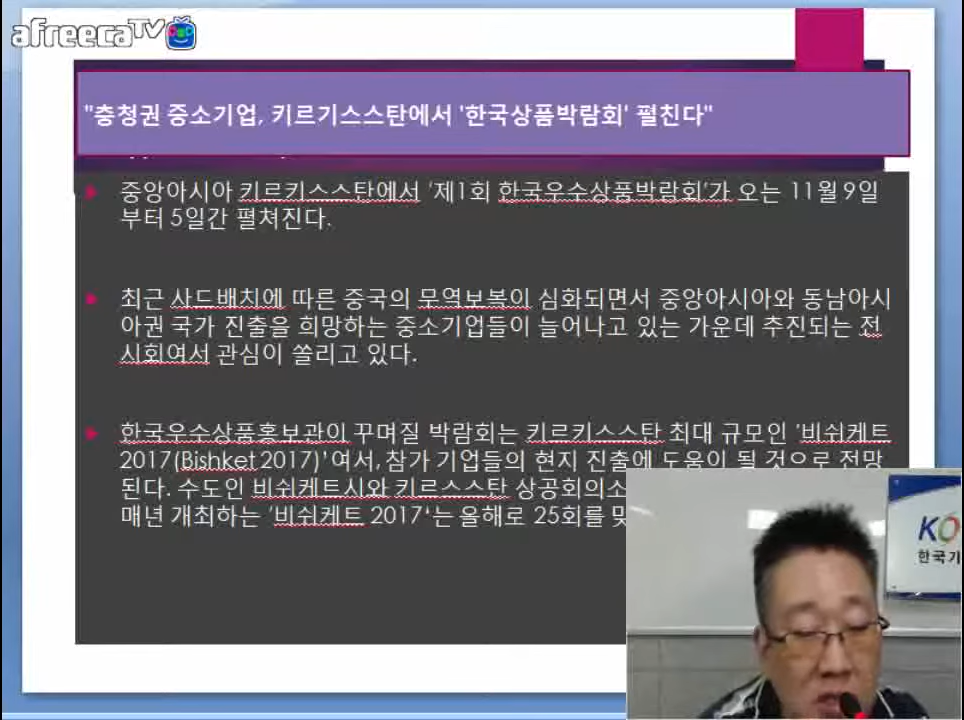 afreecaTV
"충청권 중소기업, 키르기스스탄에서 '한국상품박람회' 펼친다"
중앙아시아 키르키스스탄에서 '제1회 한국우수상품박람회'가 오는 11월 9일
부터 5일간 펼쳐진다.
최근 사드배치에 따른 중국의 무역보복이 심화되면서 중앙아시아와 동남아시
아권 국가 진출을 희망하는 중소기업들이 늘어나고 있는 가운데 추진되는 전
시회여서 관심이 쏠리고 있다.
한국우수상품홍보관이 꾸며질 박람회는 키르키스스탄 최대 규모인 '비쉬케트
2017(Bishket 2017)'여서, 참가 기업들의 현지 진출에 도움이 될 것으로 전망
된다. 수도인 비쉬케트시와 키르스스탄 상공회의소
매년 개최하는 '비쉬케트 2017'는 올해로 25회를 맞
KO
한국기